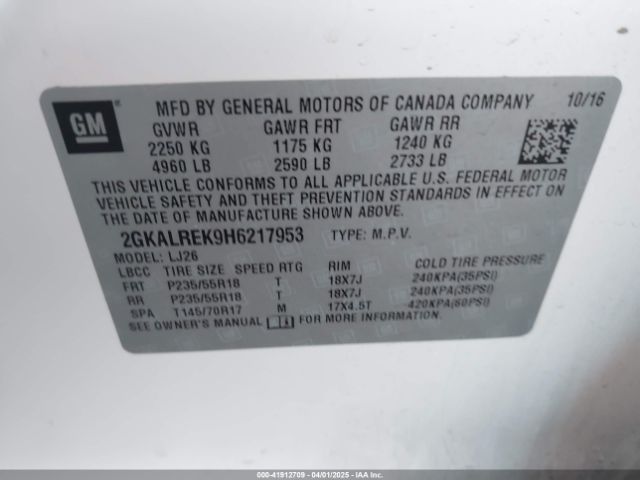 GM MFD BY GENERAL MOTORS OF CANADA COMPANY 10/16
GVWR GAWR FRT GAWR RR
2250 KG 1175 KG 1240 KG
4960 LB 2590 LB 2733 LB
THIS VEHICLE CONFORMS TO ALL APPLICABLE U.S. FEDERAL MOTOR
VEHICLE SAFETY AND THEFT PREVENTION STANDARDS IN EFFECT ON
THE DATE OF MANUFACTURE SHOWN ABOVE.
2GKALREK9H6217953 TYPE: M.P.V.
MODEL: LJ26
LBCC TIRE SIZE SPEED RTG RIM COLD TIRE PRESSURE
FRT P235/55R18 T 18X7J 240KPA(35PSI)
RR P235/55R18 T 18X7J 240KPA(35PSI)
SPA T145/70R17 M 17X4.5T 420KPA(60PSI)
SEE OWNER'S MANUAL FOR MORE INFORMATION.
000-41912709 04/01/2025 copart.com